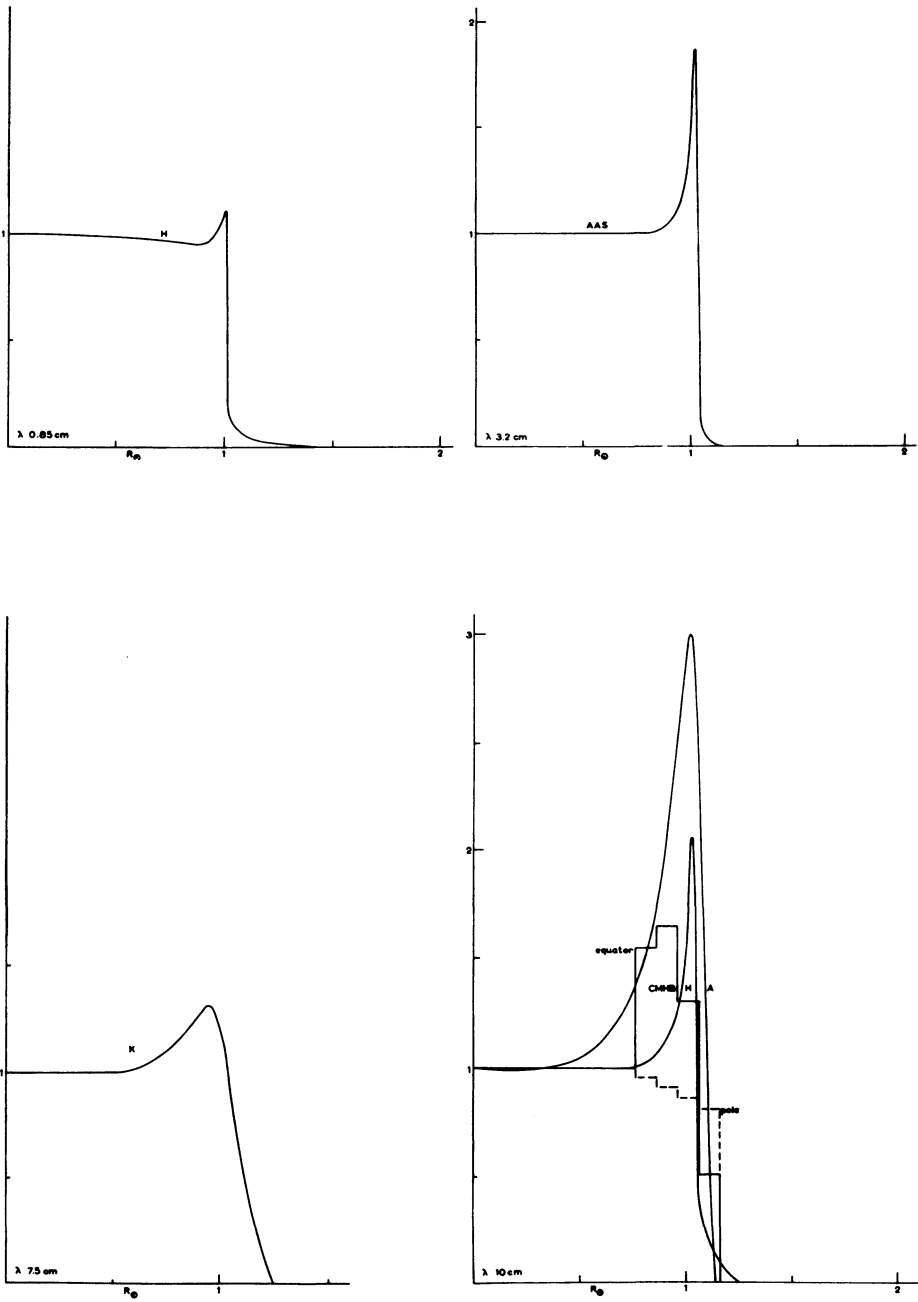 1
H
λ 0.85 cm
R⊙
1
2
2
1
AAS
λ 3.2 cm
R⊙
1
2
1
K
λ 7.5 cm
R⊙
1
3
2
1
equator
CMHB H A
pole
λ 10 cm
R⊙
1
2